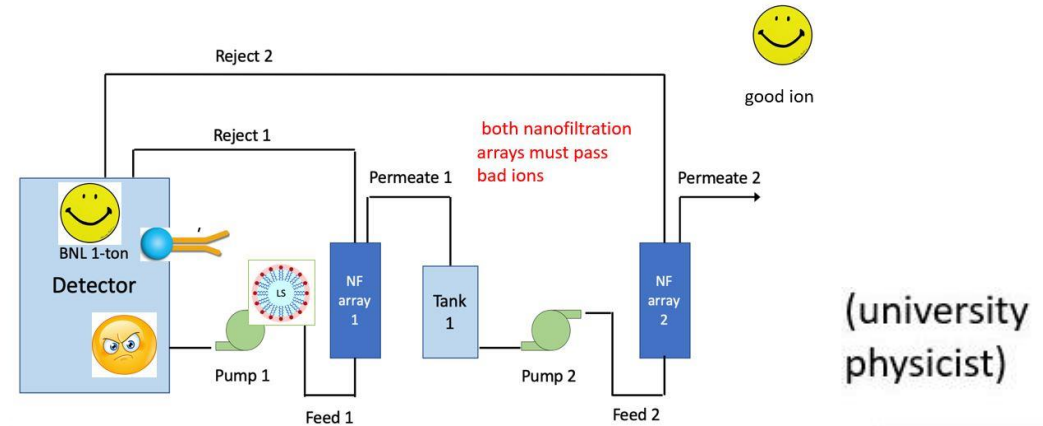 Reject 2
good ion
Reject 1
both nanofiltration
arrays must pass
bad ions
Permeate 1
Permeate 2
BNL 1-ton
Detector
LS
NF
array
1
Tank
1
NF
array
2
Pump 1
Pump 2
Feed 1
Feed 2
(university
physicist)